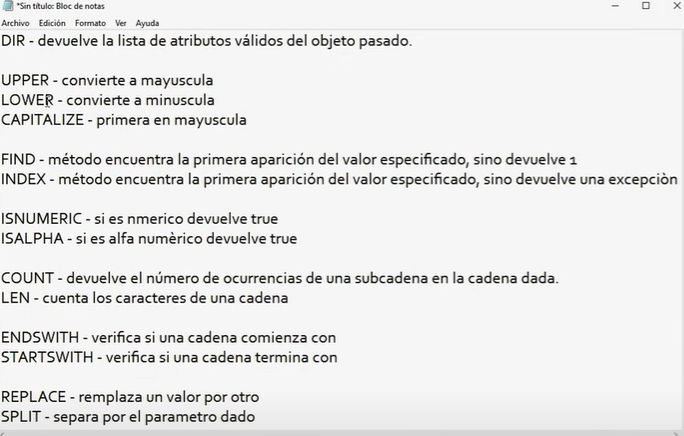 *Sin título: Bloc de notas
Archivo Edición Formato Ver Ayuda
DIR - devuelve la lista de atributos válidos del objeto pasado.
UPPER - convierte a mayuscula
LOWER - convierte a minuscula
CAPITALIZE - primera en mayuscula
FIND - método encuentra la primera aparición del valor especificado, sino devuelve 1
INDEX - método encuentra la primera aparición del valor especificado, sino devuelve una excepciòn
ISNUMERIC - si es nmerico devuelve true
ISALPHA - si es alfa numèrico devuelve true
COUNT - devuelve el número de ocurrencias de una subcadena en la cadena dada.
LEN - cuenta los caracteres de una cadena
ENDSWITH - verifica si una cadena comienza con
STARTSWITH - verifica si una cadena termina con
REPLACE - remplaza un valor por otro
SPLIT - separa por el parametro dado